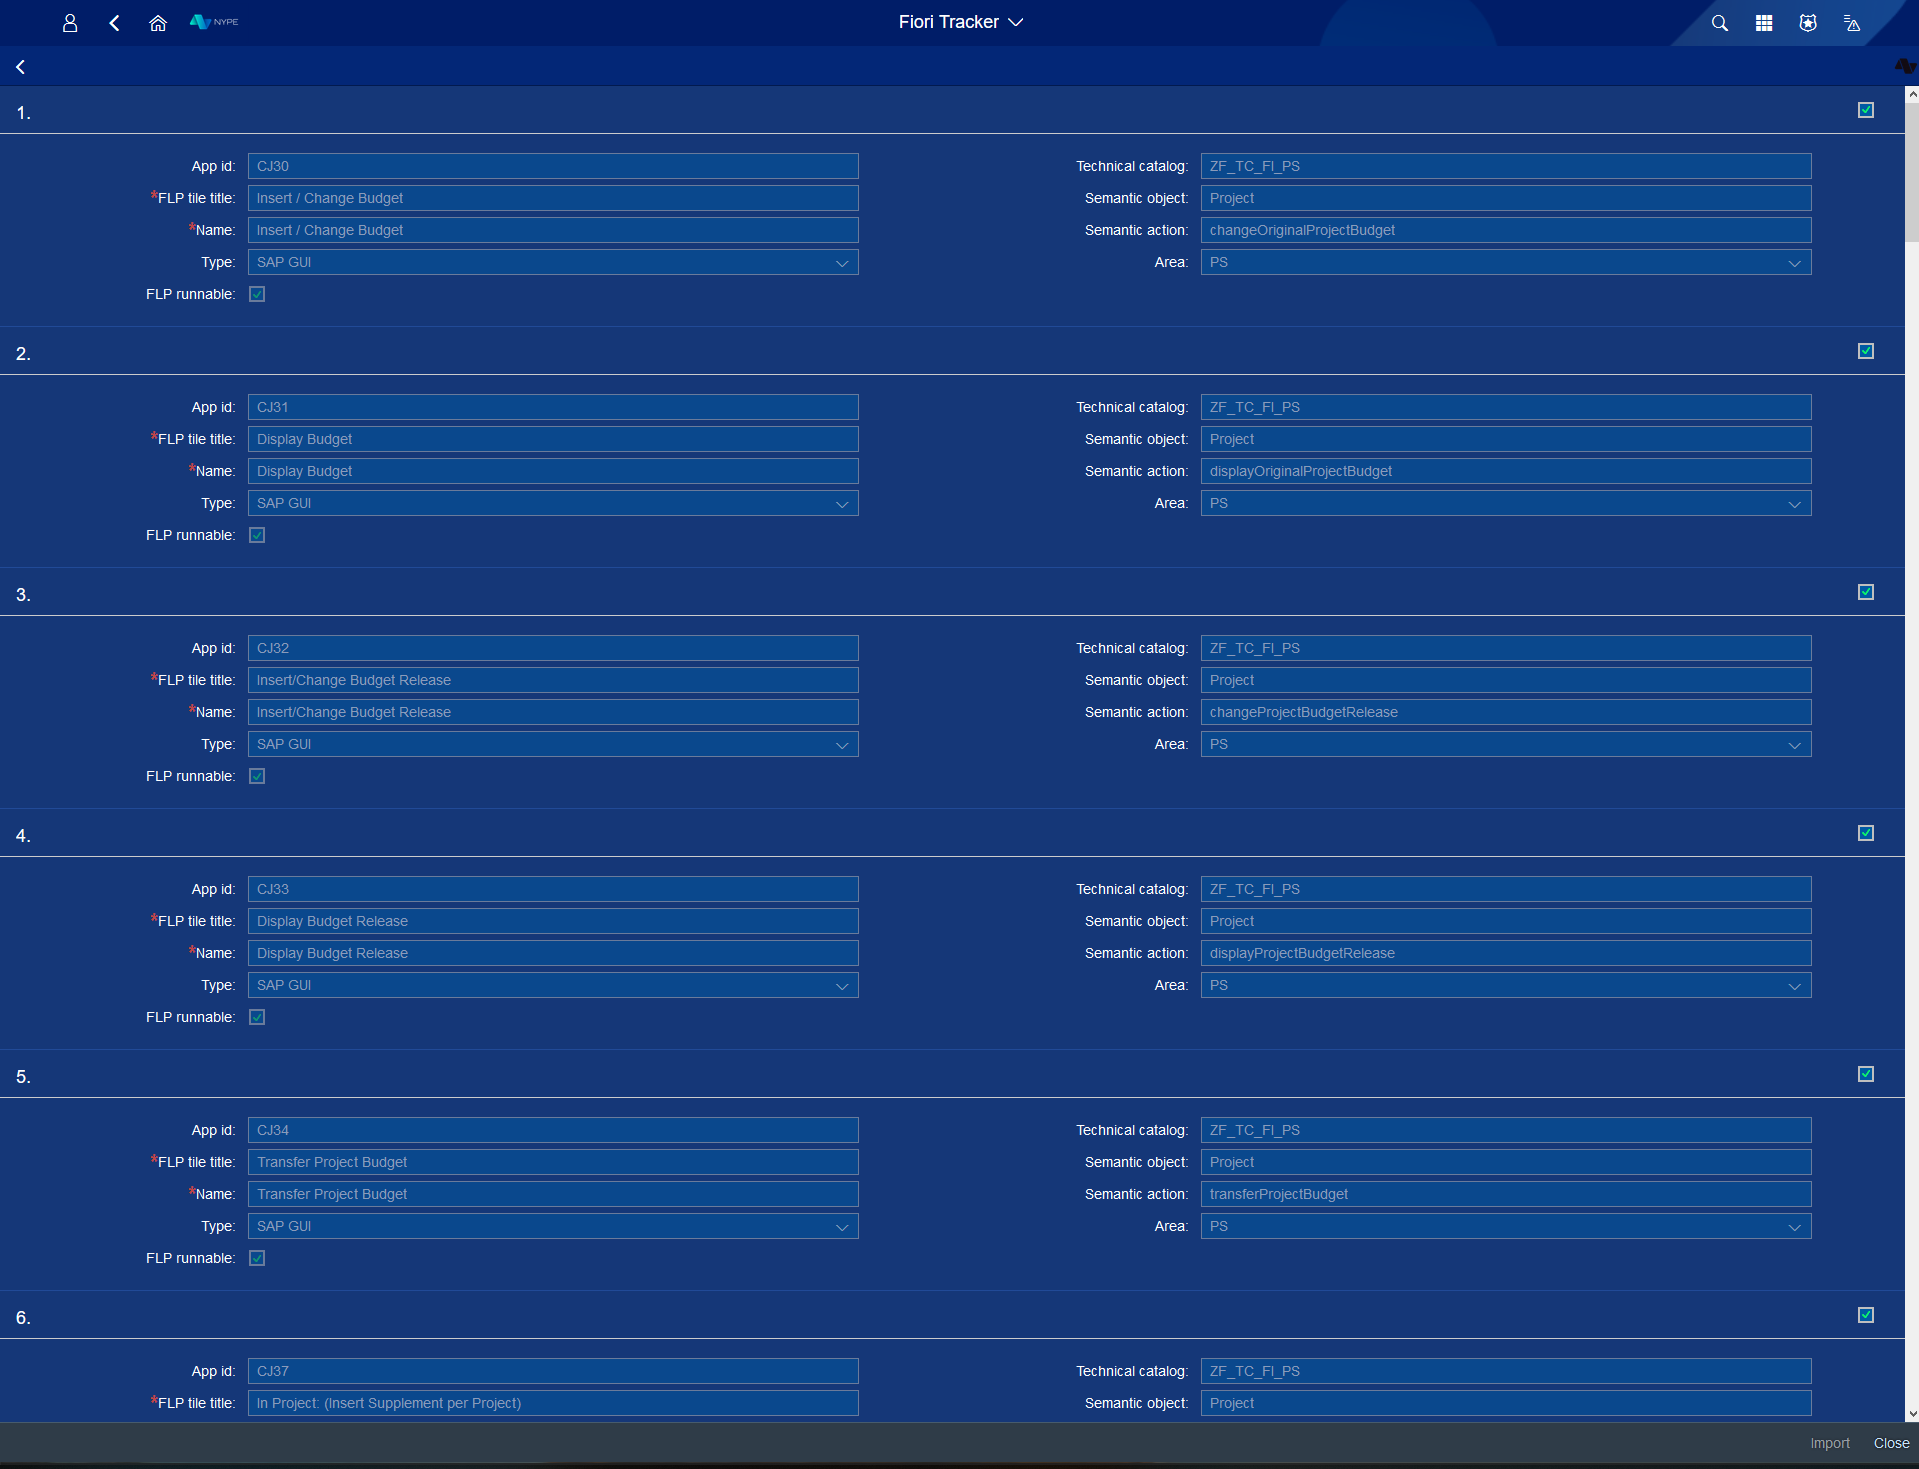 NYPE
Fiori Tracker
1.
App id: CJ30 Technical catalog: ZF_TC_FI_PS
*FLP tile title: Insert / Change Budget Semantic object: Project
*Name: Insert / Change Budget Semantic action: changeOriginalProjectBudget
Type: SAP GUI Area: PS
FLP runnable:
2.
App id: CJ31 Technical catalog: ZF_TC_FI_PS
*FLP tile title: Display Budget Semantic object: Project
*Name: Display Budget Semantic action: displayOriginalProjectBudget
Type: SAP GUI Area: PS
FLP runnable:
3.
App id: CJ32 Technical catalog: ZF_TC_FI_PS
*FLP tile title: Insert/Change Budget Release Semantic object: Project
*Name: Insert/Change Budget Release Semantic action: changeProjectBudgetRelease
Type: SAP GUI Area: PS
FLP runnable:
4.
App id: CJ33 Technical catalog: ZF_TC_FI_PS
*FLP tile title: Display Budget Release Semantic object: Project
*Name: Display Budget Release Semantic action: displayProjectBudgetRelease
Type: SAP GUI Area: PS
FLP runnable:
5.
App id: CJ34 Technical catalog: ZF_TC_FI_PS
*FLP tile title: Transfer Project Budget Semantic object: Project
*Name: Transfer Project Budget Semantic action: transferProjectBudget
Type: SAP GUI Area: PS
FLP runnable:
6.
App id: CJ37 Technical catalog: ZF_TC_FI_PS
*FLP tile title: In Project: (Insert Supplement per Project) Semantic object: Project
Import Close